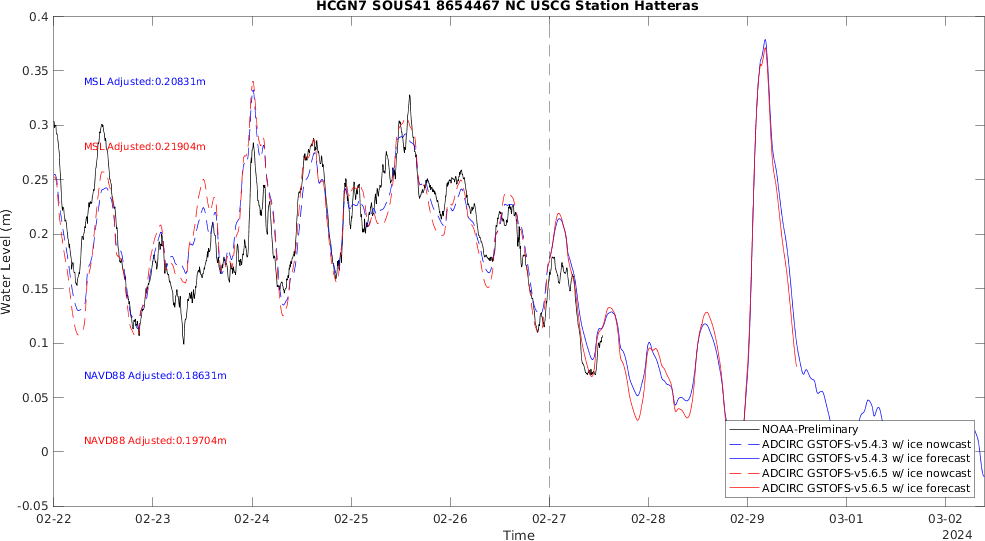 HCGN7 SOUS41 8654467 NC USCG Station Hatteras
0.4
0.35
0.3
0.25
0.2
0.15
0.1
0.05
0
-0.05
Water Level (m)
MSL Adjusted:0.20831m
MSL Adjusted:0.21904m
NAVD88 Adjusted:0.18631m
NAVD88 Adjusted:0.19704m
NOAA-Preliminary
ADCIRC GSTOFS-v5.4.3 w/ ice nowcast
ADCIRC GSTOFS-v5.4.3 w/ ice forecast
ADCIRC GSTOFS-v5.6.5 w/ ice nowcast
ADCIRC GSTOFS-v5.6.5 w/ ice forecast
02-22 02-23 02-24 02-25 02-26 02-27 02-28 02-29 03-01 03-02
Time
2024